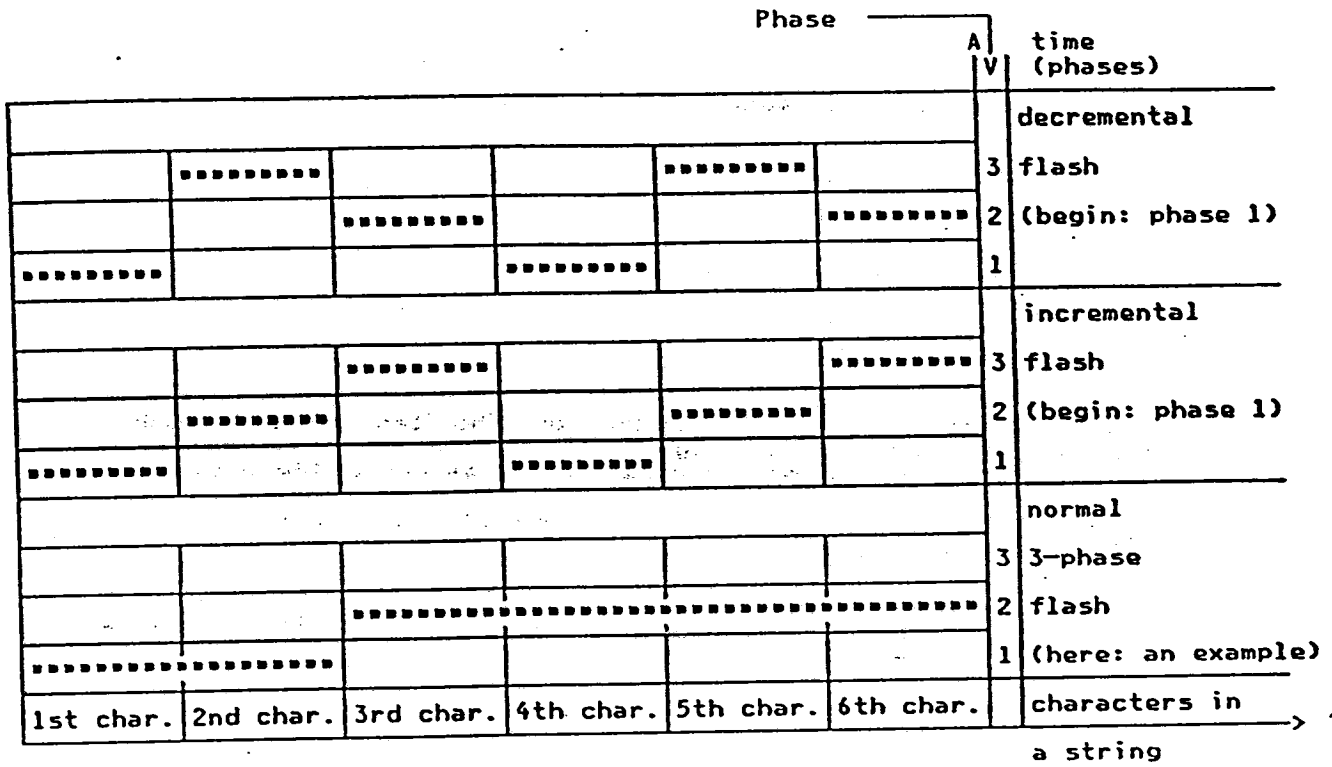 Phase
A time
V (phases)
decremental
3 flash
2 (begin: phase 1)
1
incremental
3 flash
2 (begin: phase 1)
1
normal
3 3-phase
2 flash
1 (here: an example)
1st char. 2nd char. 3rd char. 4th char. 5th char. 6th char. characters in
a string